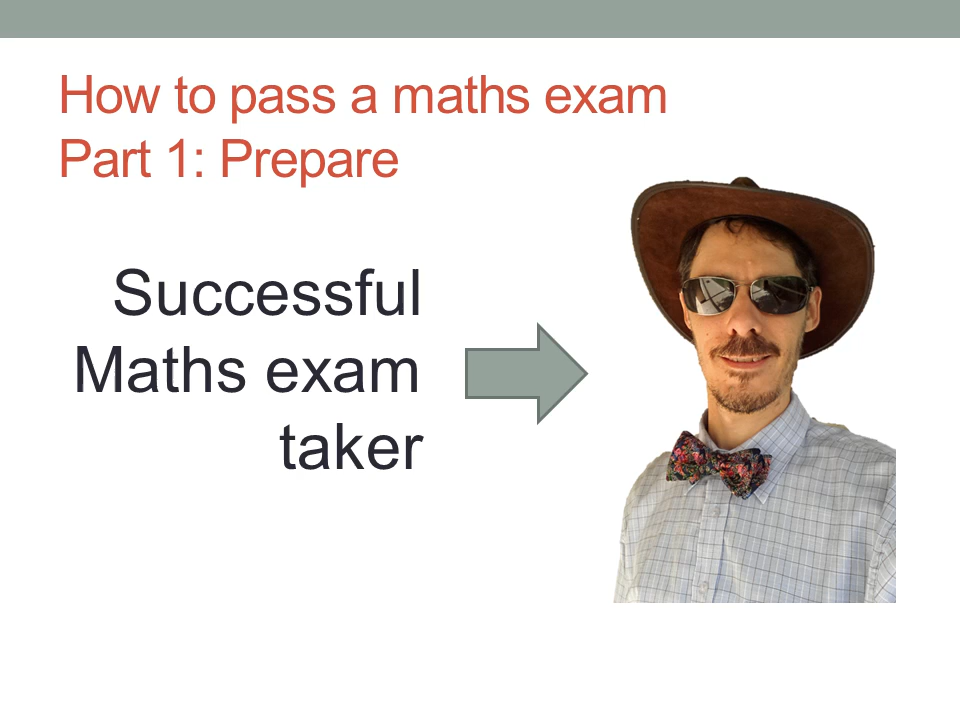 How to pass a maths exam
Part 1: Prepare
Successful
Maths exam
taker